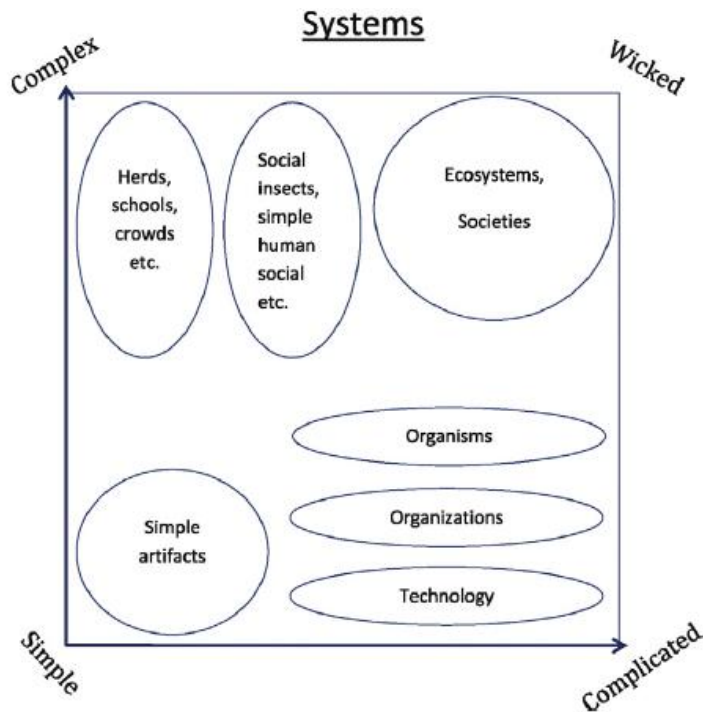 Systems
Complex
Wicked
Herds,
schools,
crowds
etc.
Social
insects,
simple
human
social
etc.
Ecosystems,
Societies
Organisms
Organizations
Technology
Simple
artifacts
Simple
Complicated